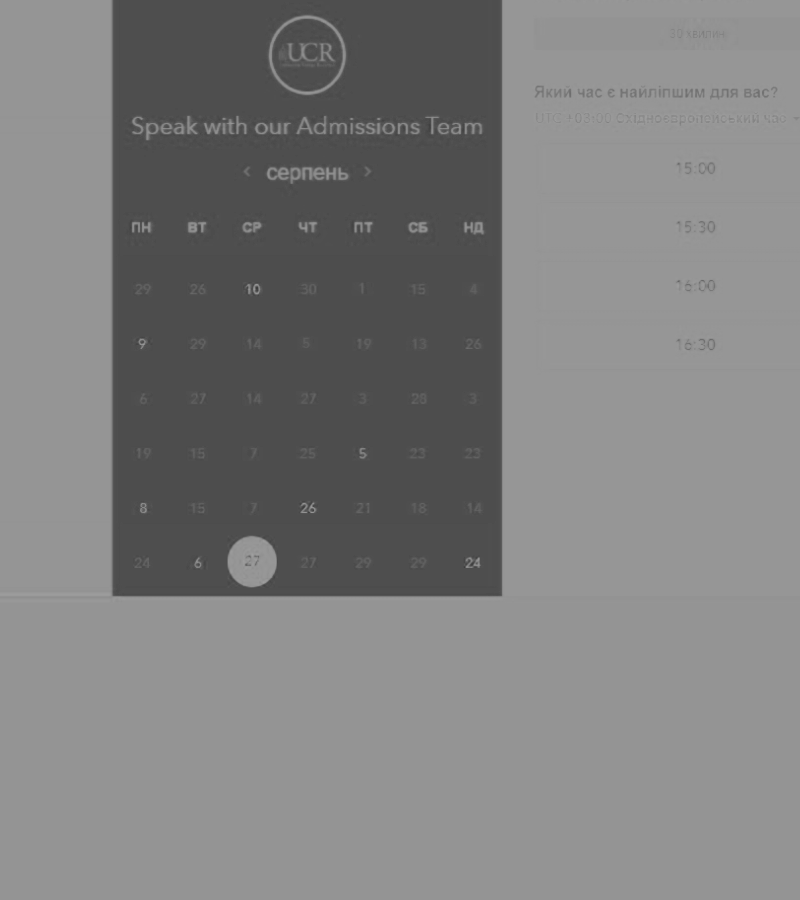 UCR
Speak with our Admissions Team
< серпень >
ПН ВТ СР ЧТ ПТ СБ НД
29 26 10 30 1 15 4
9 29 14 5 19 13 26
6 27 14 27 3 28 3
19 15 7 25 5 23 23
8 15 7 26 21 18 14
24 6 27 27 29 29 24
30 хвилин
Який час є найліпшим для вас?
UTC +03:00 Східноєвропейський
15:00
15:30
16:00
16:30